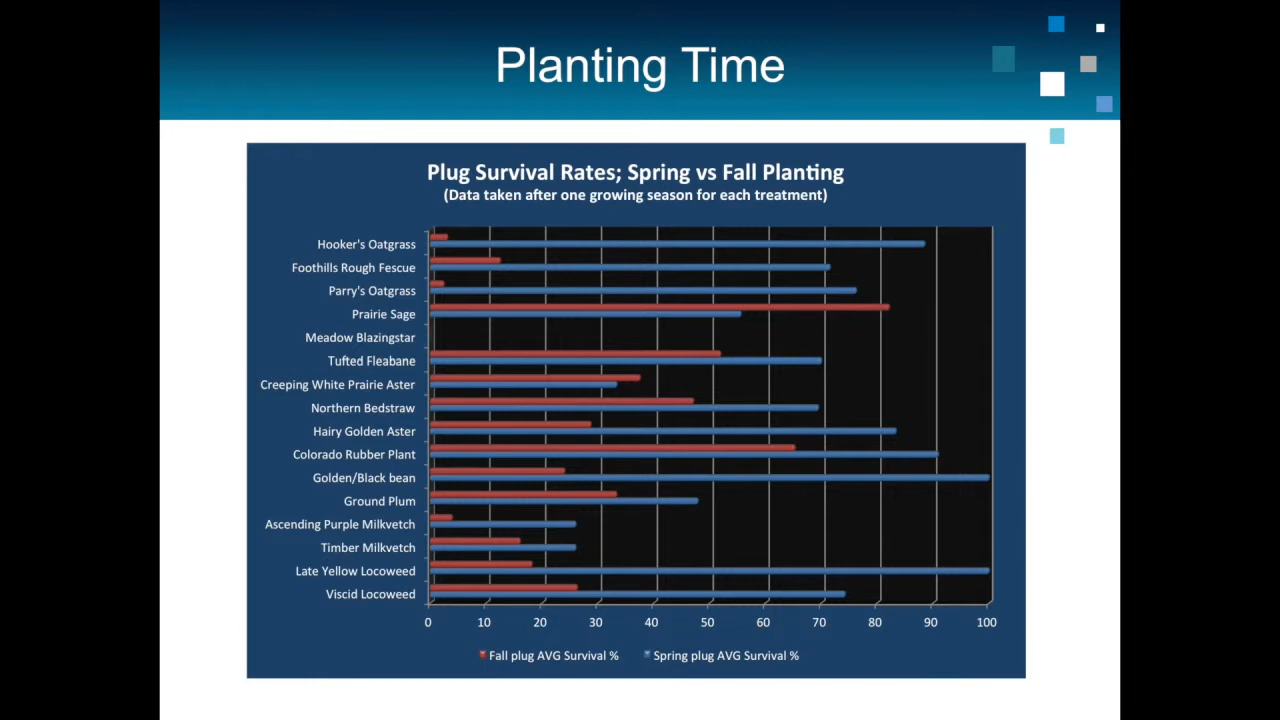 Planting Time
Plug Survival Rates; Spring vs Fall Planting
(Data taken after one growing season for each treatment)
Hooker's Oatgrass
Foothills Rough Fescue
Parry's Oatgrass
Prairie Sage
Meadow Blazingstar
Tufted Fleabane
Creeping White Prairie Aster
Northern Bedstraw
Hairy Golden Aster
Colorado Rubber Plant
Golden/Black bean
Ground Plum
Ascending Purple Milkvetch
Timber Milkvetch
Late Yellow Locoweed
Viscid Locoweed
0 10 20 30 40 50 60 70 80 90 100
Fall plug AVG Survival % Spring plug AVG Survival %